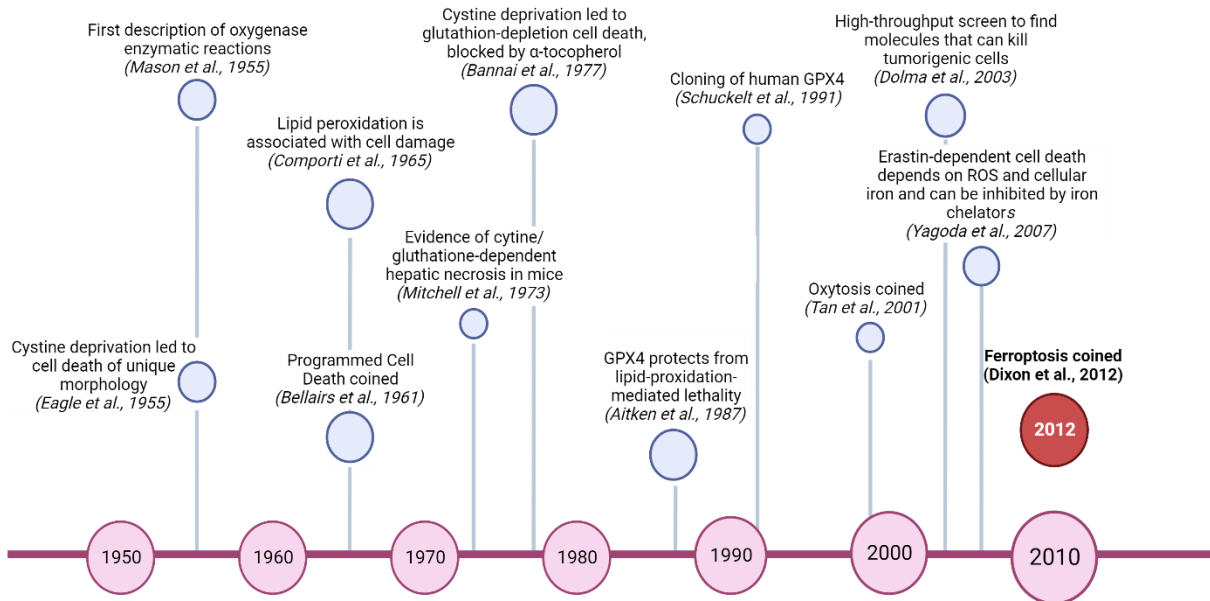 First description of oxygenase
enzymatic reactions
(Mason et al., 1955)
Cystine deprivation led to
glutathion-depletion cell death,
blocked by α-tocopherol
(Bannai et al., 1977)
High-throughput screen to find
molecules that can kill
tumorigenic cells
(Dolma et al., 2003)
Cloning of human GPX4
(Schuckelt et al., 1991)
Lipid peroxidation is
associated with cell damage
(Comporti et al., 1965)
Erastin-dependent cell death
depends on ROS and cellular
iron and can be inhibited by iron
chelators
(Yagoda et al., 2007)
Evidence of cytine/
gluthatione-dependent
hepatic necrosis in mice
(Mitchell et al., 1973)
Oxytosis coined
(Tan et al., 2001)
Cystine deprivation led to
cell death of unique
morphology
(Eagle et al., 1955)
Programmed Cell
Death coined
(Bellairs et al., 1961)
GPX4 protects from
lipid-proxidation-
mediated lethality
(Aitken et al., 1987)
Ferroptosis coined
(Dixon et al., 2012)
2012
1950
1960
1970
1980
1990
2000
2010